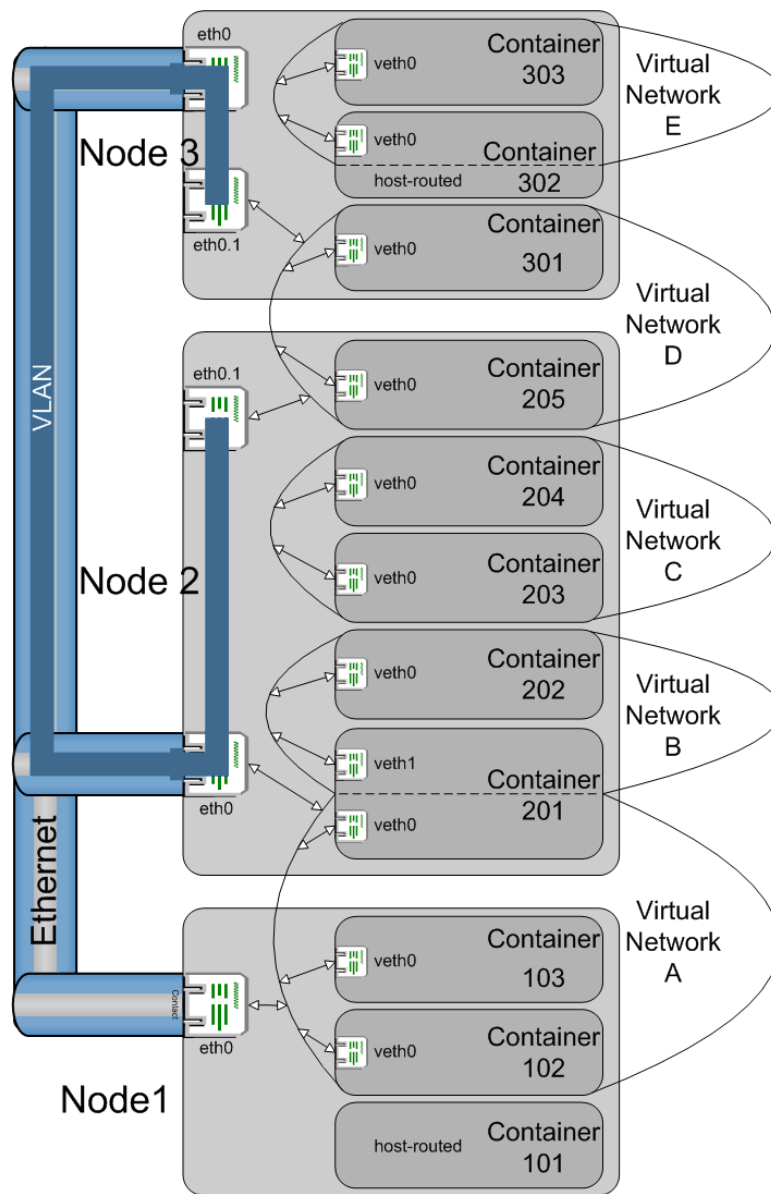 eth0
veth0
Container
303
Virtual
Network
E
Node 3
veth0
Container
302
host-routed
eth0.1
veth0
Container
301
Virtual
Network
D
eth0.1
veth0
Container
205
VLAN
veth0
Container
204
Virtual
Network
C
Node 2
veth0
Container
203
veth0
Container
202
Virtual
Network
B
veth1
Container
201
eth0
veth0
Ethernet
veth0
Container
103
Virtual
Network
A
Contact
eth0
veth0
Container
102
Node1
host-routed
Container
101